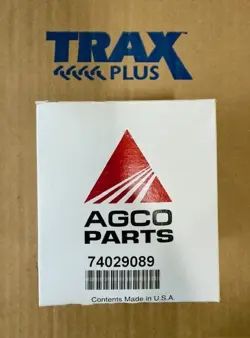 TRAX
PLUS
AGCO
PARTS
74029089
Contents Made in U.S.A.